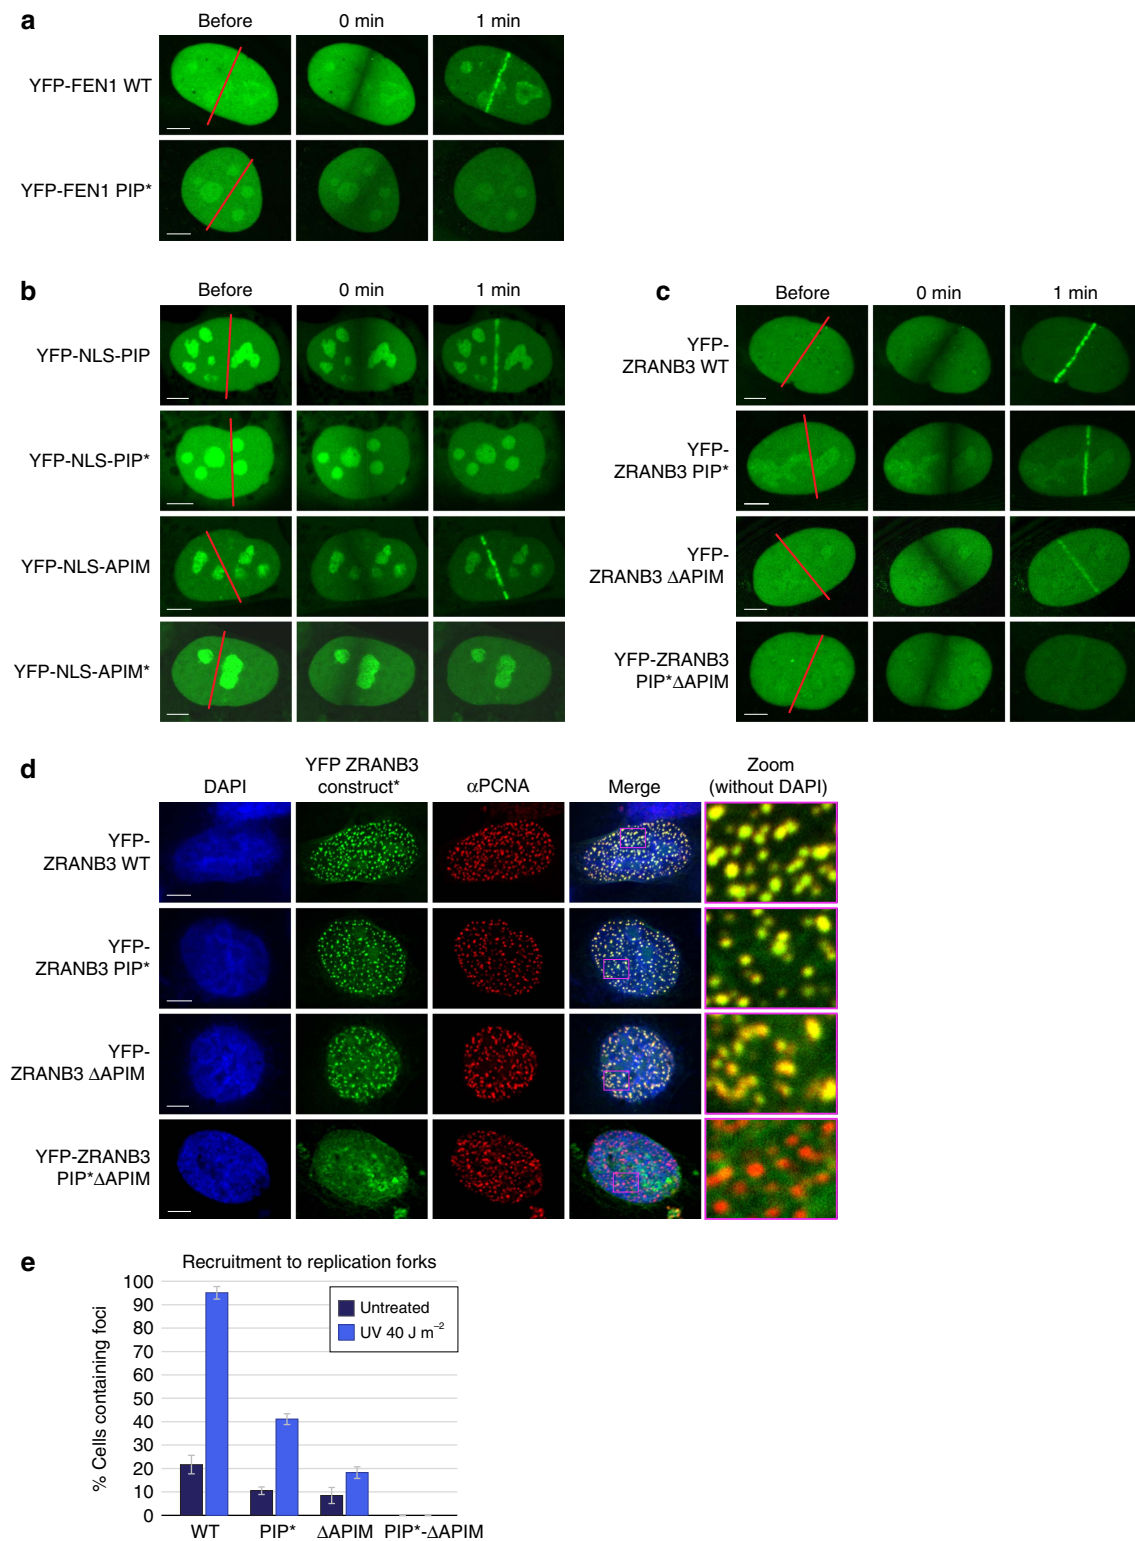 a
Before 0 min 1 min
YFP-FEN1 WT
YFP-FEN1 PIP*
b
Before 0 min 1 min
YFP-NLS-PIP
YFP-NLS-PIP*
YFP-NLS-APIM
YFP-NLS-APIM*
c
Before 0 min 1 min
YFP-
ZRANB3 WT
YFP-
ZRANB3 PIP*
YFP-
ZRANB3 ΔAPIM
YFP-ZRANB3
PIP*ΔAPIM
d
DAPI
YFP ZRANB3
construct*
αPCNA
Merge
Zoom
(without DAPI)
YFP-
ZRANB3 WT
YFP-
ZRANB3 PIP*
YFP-
ZRANB3 ΔAPIM
YFP-ZRANB3
PIP*ΔAPIM
e
Recruitment to replication forks
% Cells containing foci
100
90
80
70
60
50
40
30
20
10
0
Untreated
UV 40 J m⁻²
WT PIP* ΔAPIM PIP*-ΔAPIM